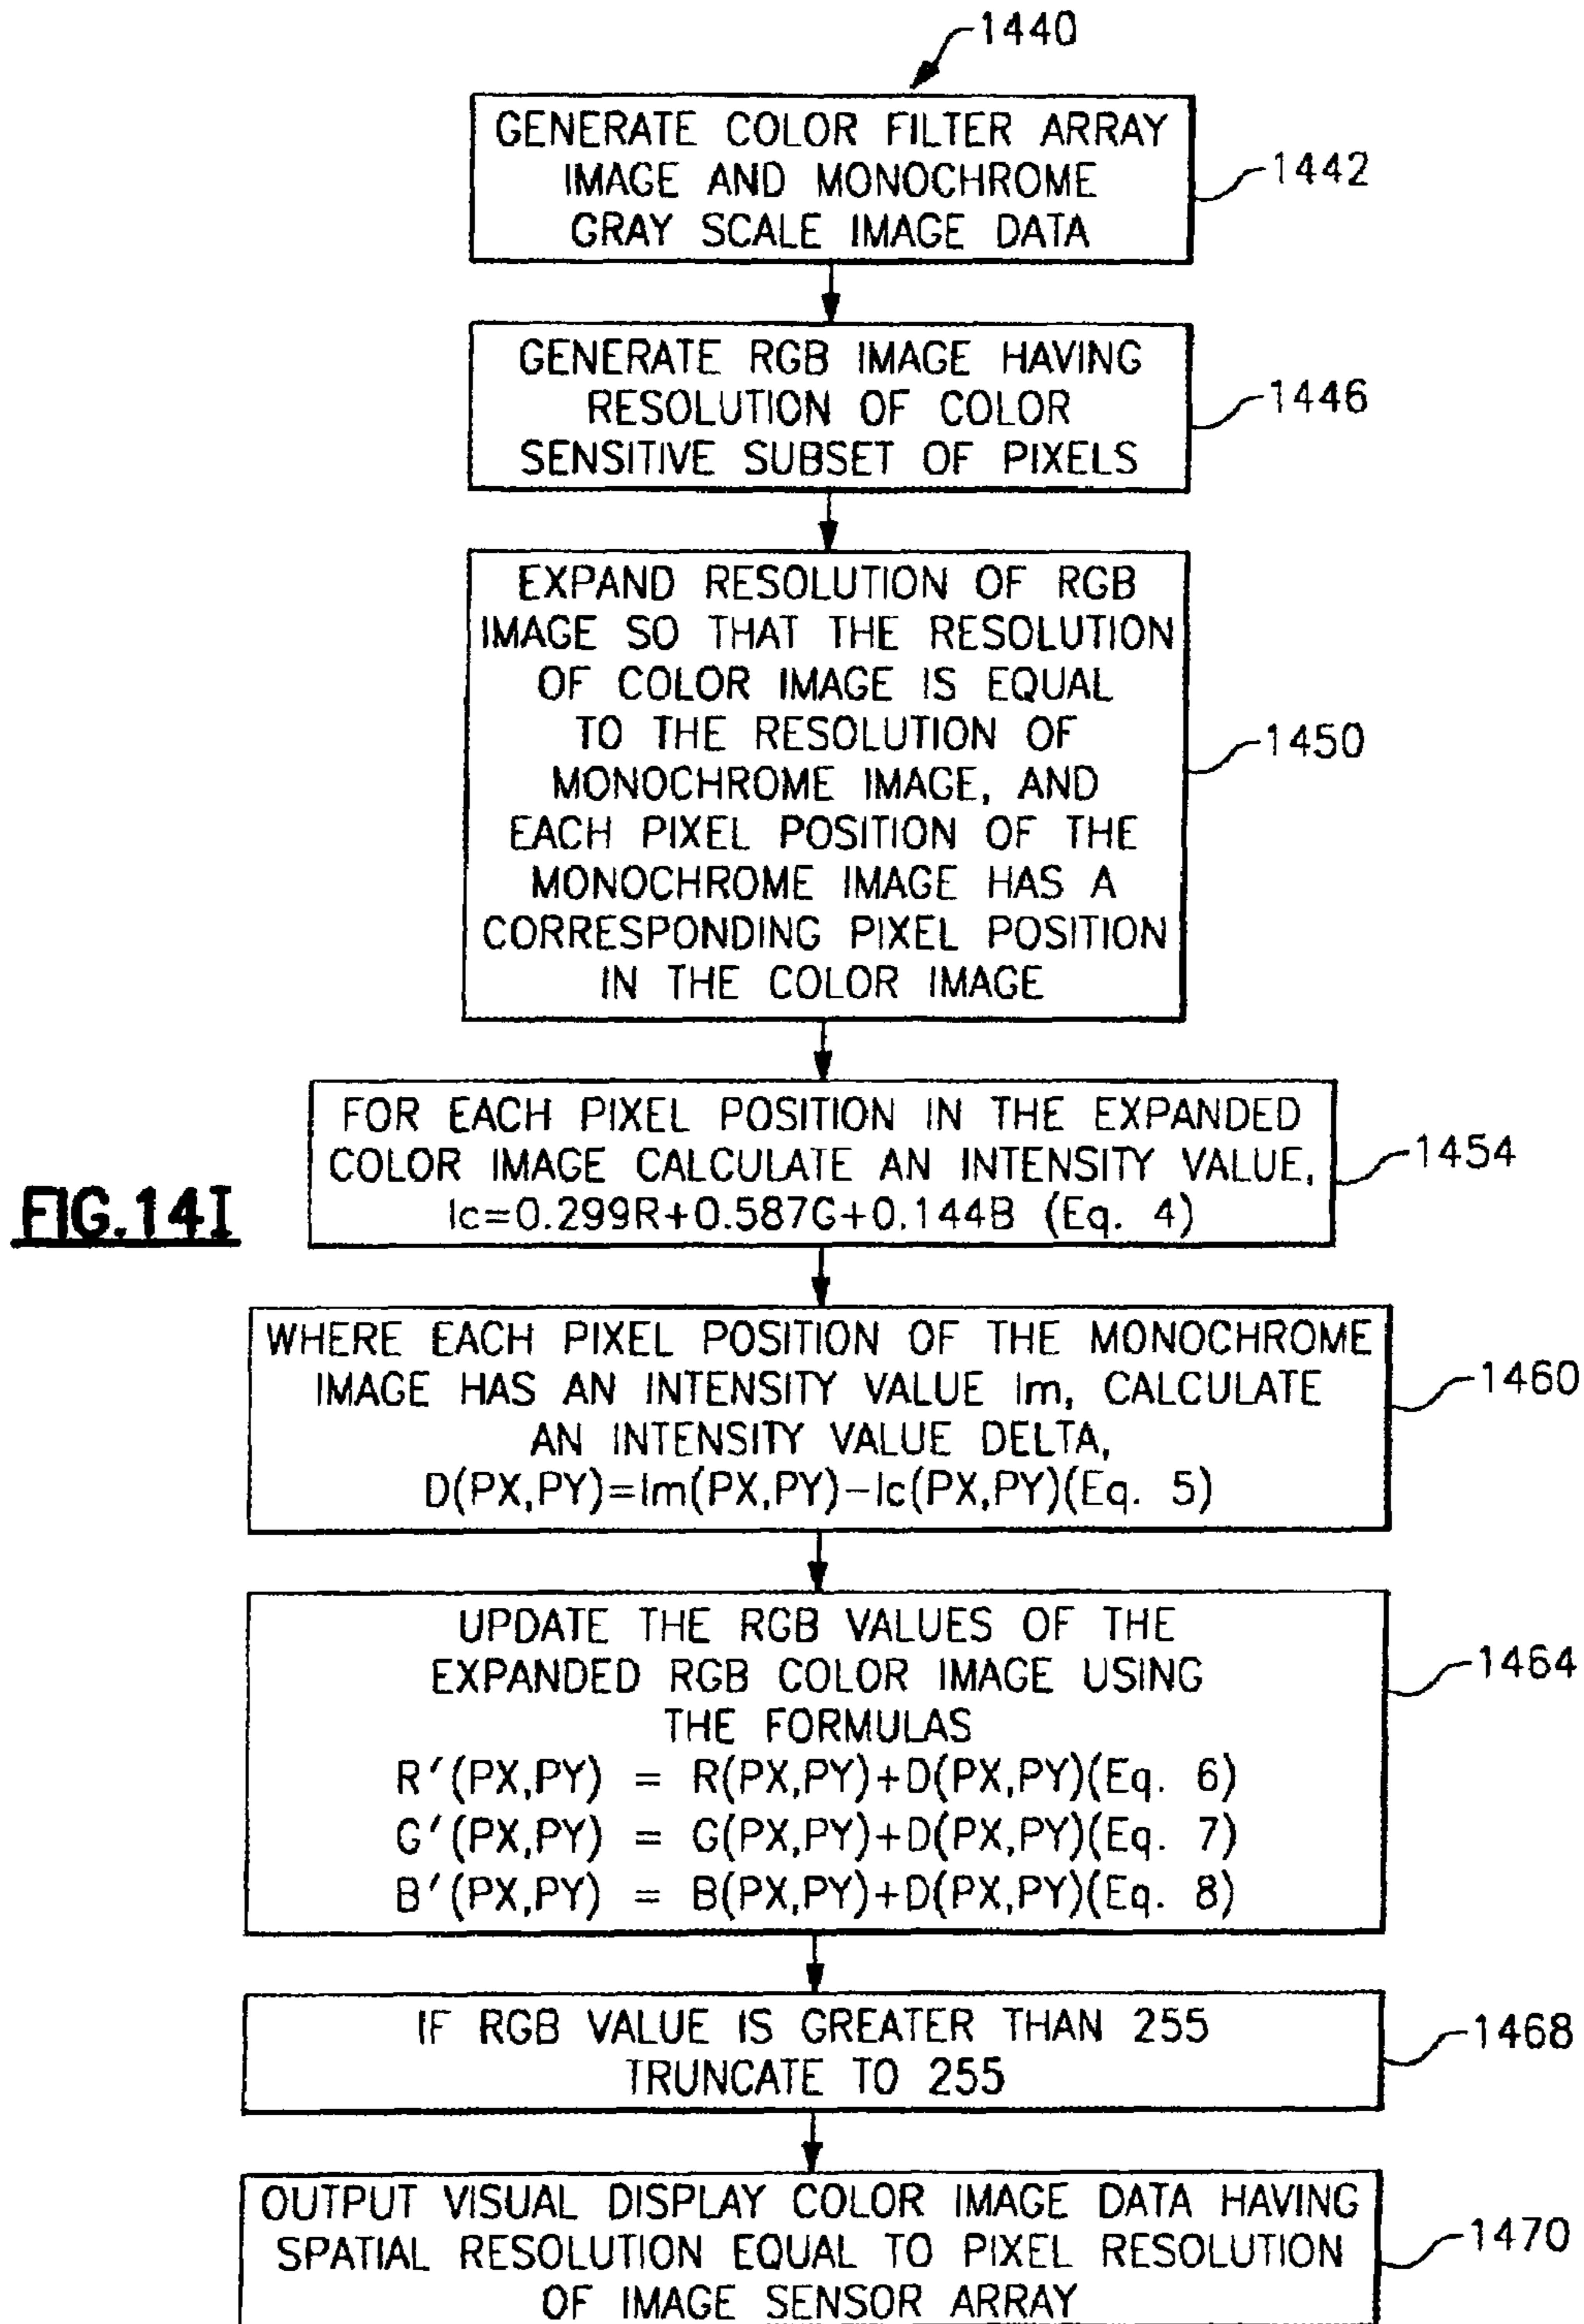 1440
GENERATE COLOR FILTER ARRAY
IMAGE AND MONOCHROME
GRAY SCALE IMAGE DATA
1442
GENERATE RGB IMAGE HAVING
RESOLUTION OF COLOR
SENSITIVE SUBSET OF PIXELS
1446
EXPAND RESOLUTION OF RGB
IMAGE SO THAT THE RESOLUTION
OF COLOR IMAGE IS EQUAL
TO THE RESOLUTION OF
MONOCHROME IMAGE, AND
EACH PIXEL POSITION OF THE
MONOCHROME IMAGE HAS A
CORRESPONDING PIXEL POSITION
IN THE COLOR IMAGE
1450
FOR EACH PIXEL POSITION IN THE EXPANDED
COLOR IMAGE CALCULATE AN INTENSITY VALUE,
Ic=0.299R+0.587G+0.144B (Eq. 4)
1454
FIG.14I
WHERE EACH PIXEL POSITION OF THE MONOCHROME
IMAGE HAS AN INTENSITY VALUE Im, CALCULATE
AN INTENSITY VALUE DELTA,
D(PX,PY)=Im(PX,PY)-Ic(PX,PY)(Eq. 5)
1460
UPDATE THE RGB VALUES OF THE
EXPANDED RGB COLOR IMAGE USING
THE FORMULAS
R'(PX,PY) = R(PX,PY)+D(PX,PY)(Eq. 6)
G'(PX,PY) = G(PX,PY)+D(PX,PY)(Eq. 7)
B'(PX,PY) = B(PX,PY)+D(PX,PY)(Eq. 8)
1464
IF RGB VALUE IS GREATER THAN 255
TRUNCATE TO 255
1468
OUTPUT VISUAL DISPLAY COLOR IMAGE DATA HAVING
SPATIAL RESOLUTION EQUAL TO PIXEL RESOLUTION
OF IMAGE SENSOR ARRAY
1470